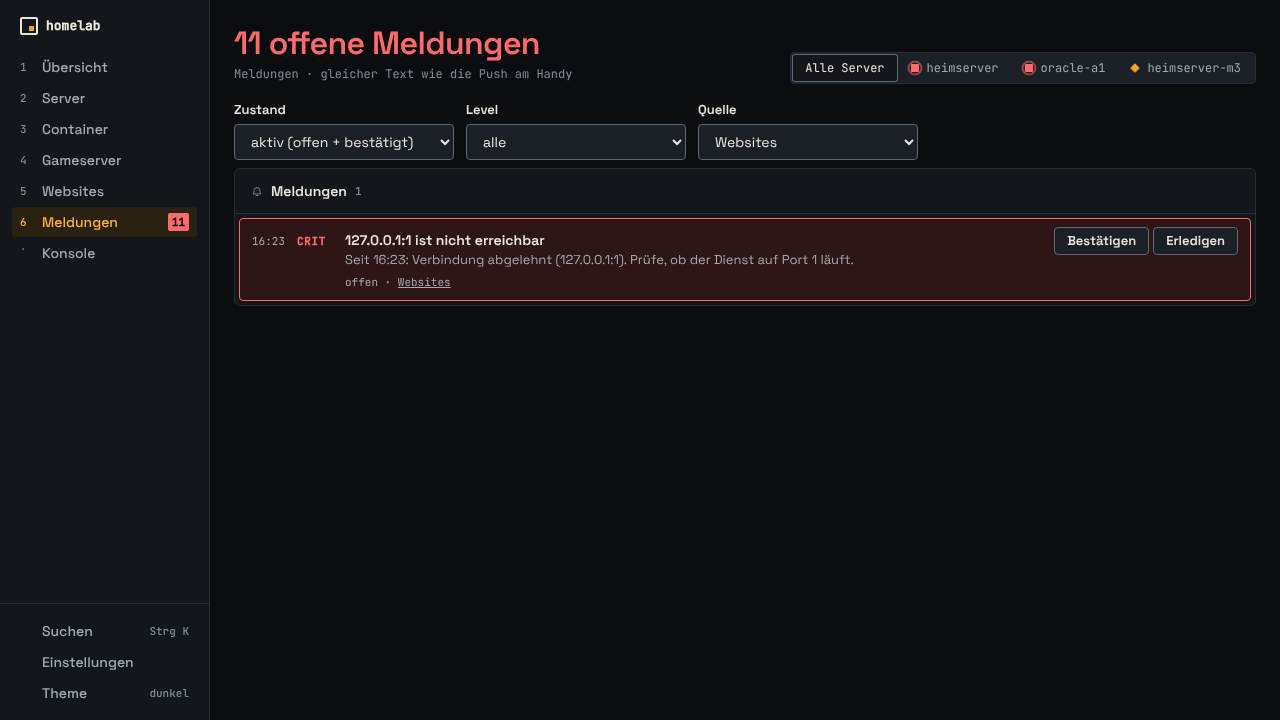 homelab
1 Übersicht
2 Server
3 Container
4 Gameserver
5 Websites
6 Meldungen 11
` Konsole
Suchen Strg K
Einstellungen
Theme dunkel
11 offene Meldungen
Meldungen · gleicher Text wie die Push am Handy
Alle Server heimserver oracle-a1 heimserver-m3
Zustand Level Quelle
aktiv (offen + bestätigt) alle Websites
Meldungen 1
16:23 CRIT 127.0.0.1:1 ist nicht erreichbar Bestätigen Erledigen
Seit 16:23: Verbindung abgelehnt (127.0.0.1:1). Prüfe, ob der Dienst auf Port 1 läuft.
offen · Websites